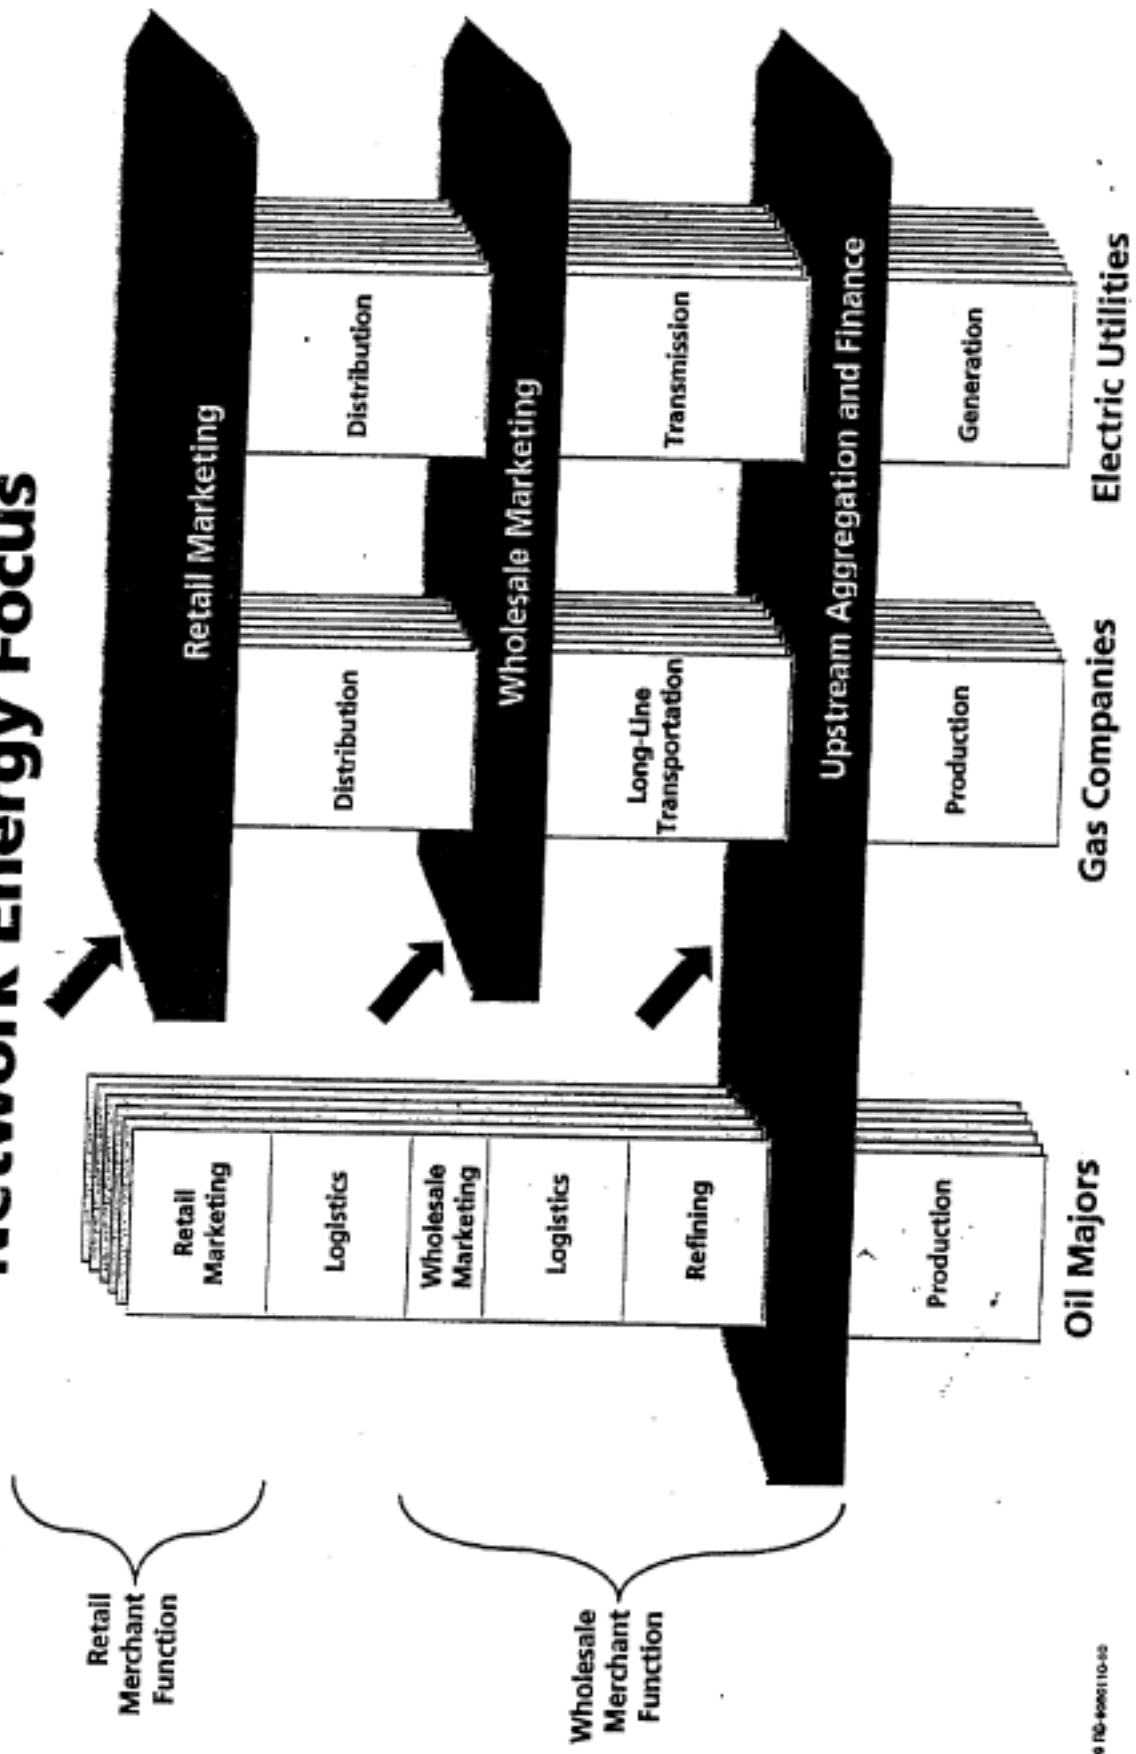 Network Energy Focus
Retail
Merchant
Function
Wholesale
Merchant
Function
Retail
Marketing
Logistics
Wholesale
Marketing
Logistics
Refining
Production
Oil Majors
Retail Marketing
Distribution
Distribution
Wholesale Marketing
Long-Line
Transportation
Transmission
Upstream Aggregation and Finance
Production
Generation
Gas Companies
Electric Utilities